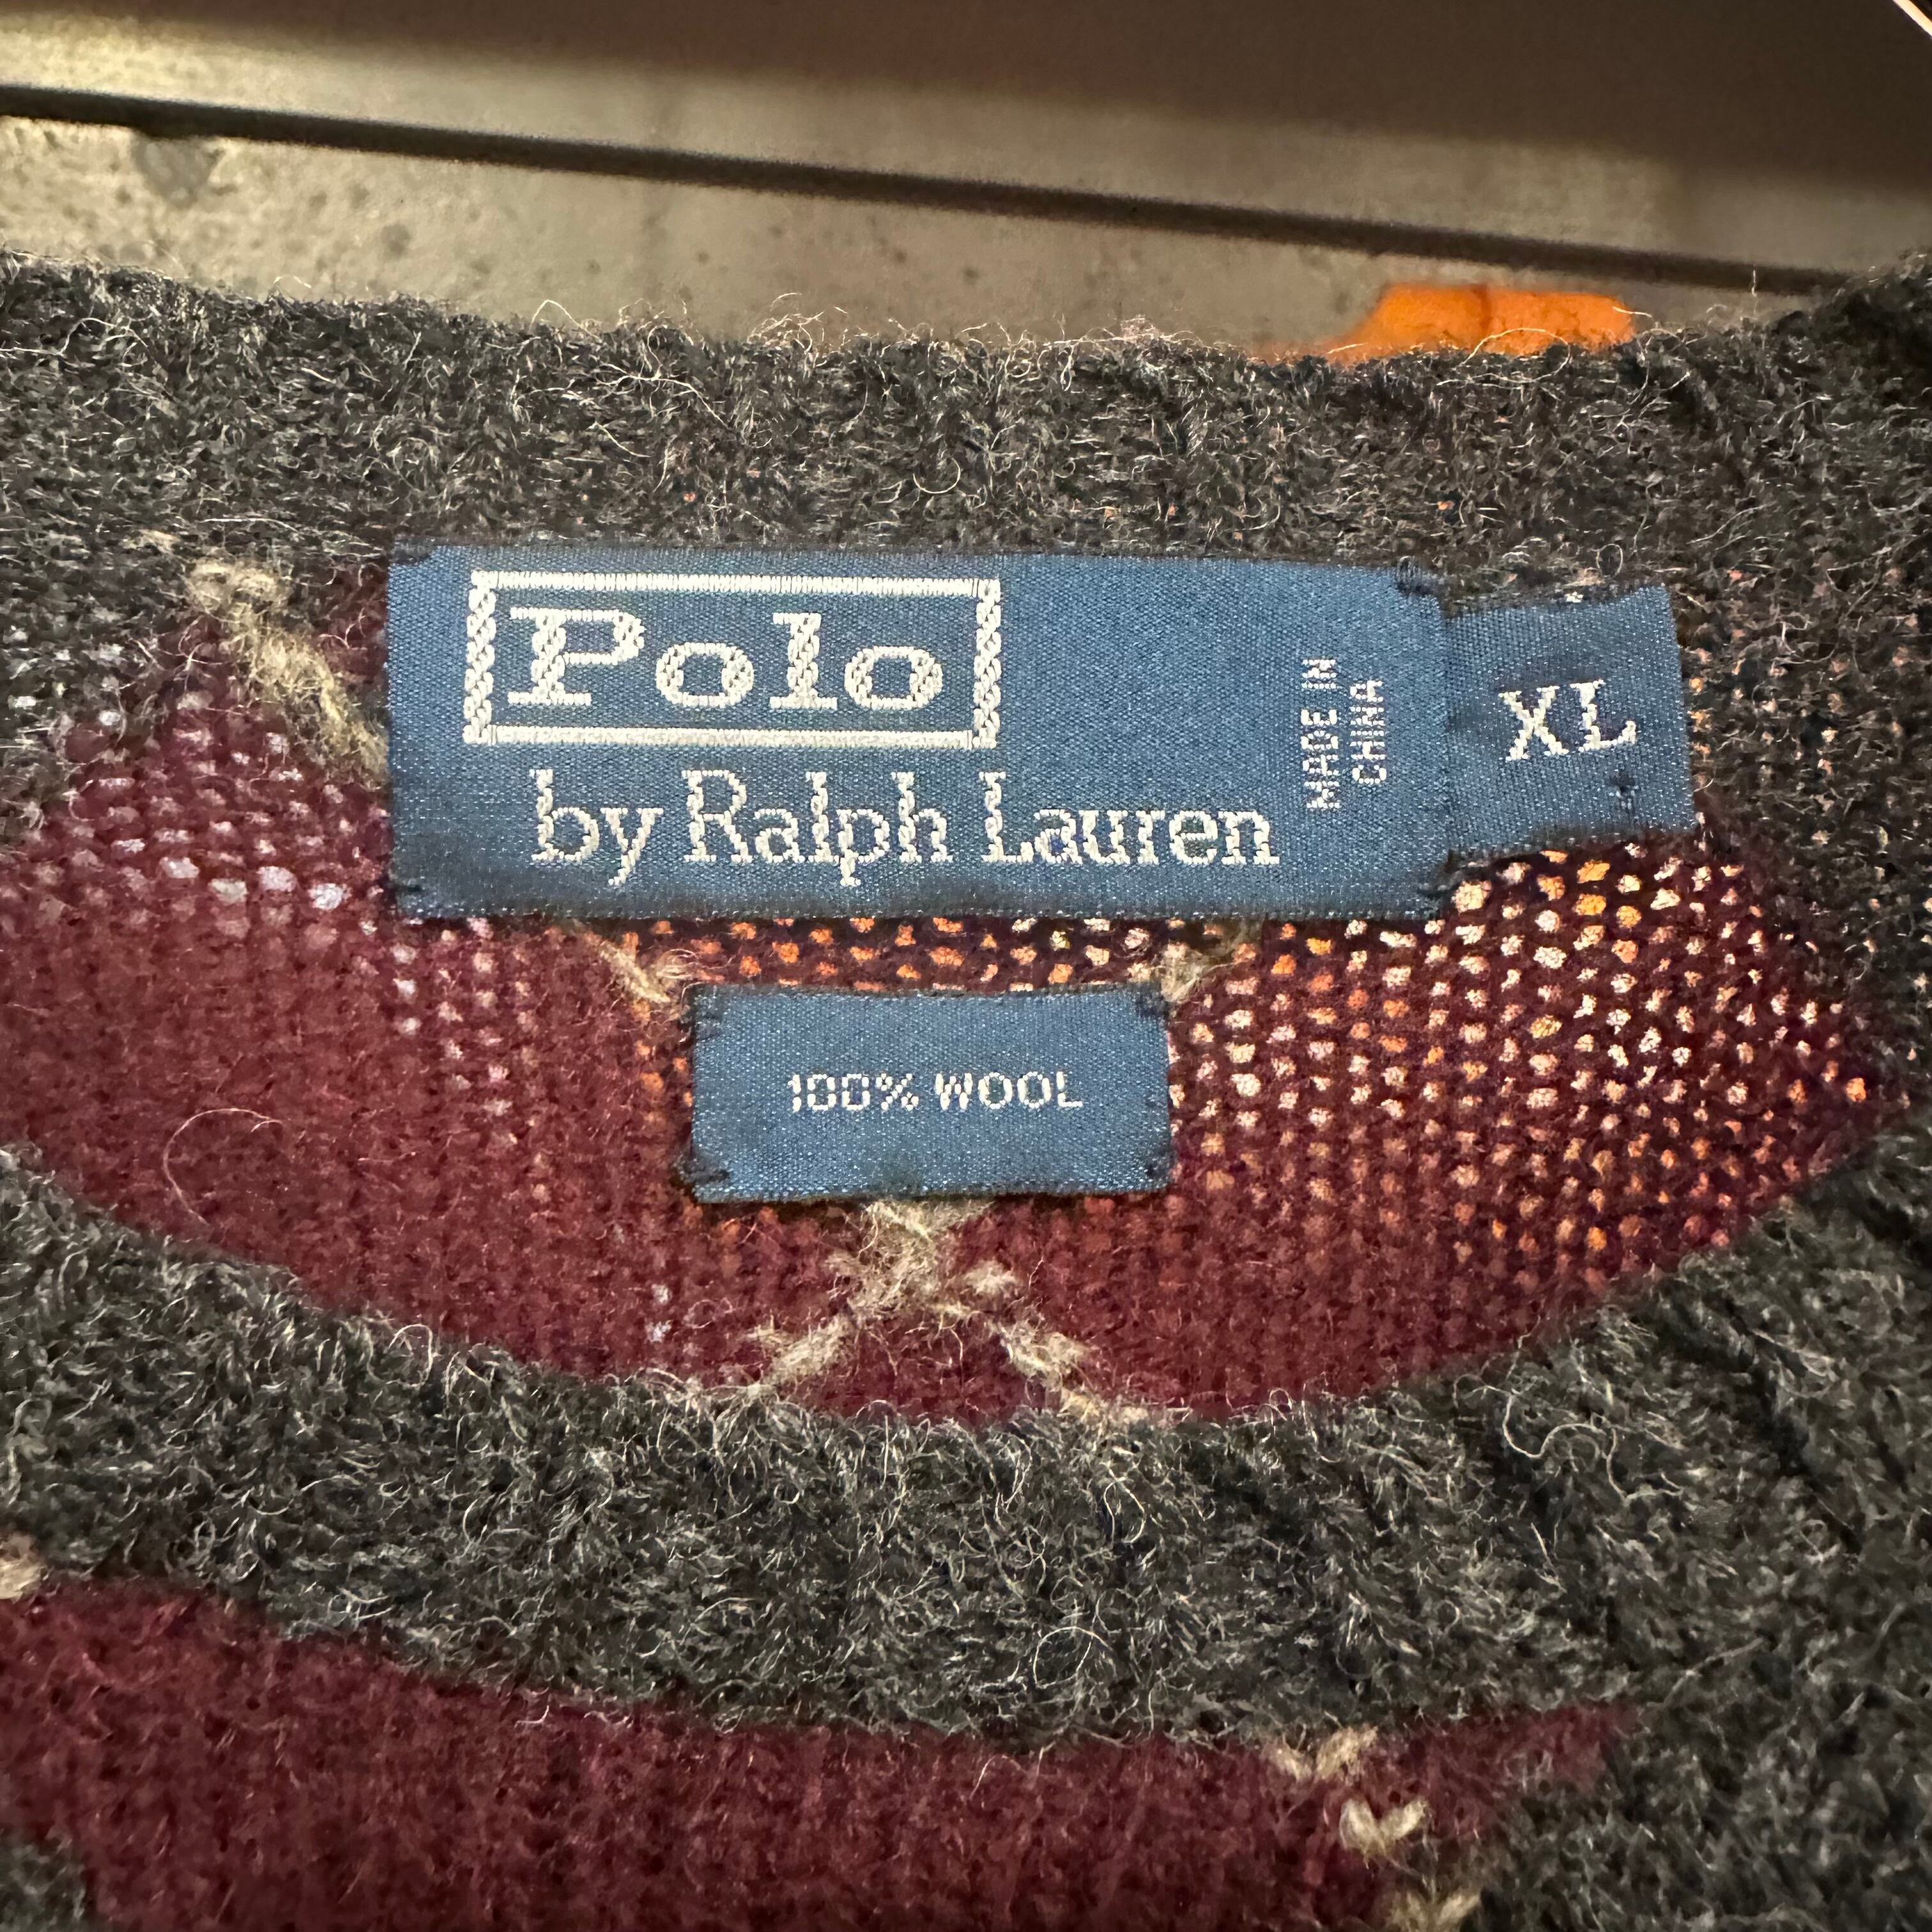 Polo
by Ralph Lauren
MADE IN
CHINA
XL
100% WOOL